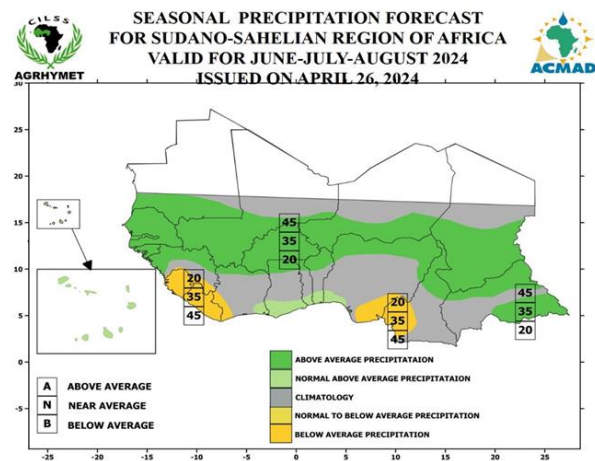 CILSS
AGRHYMET
SEASONAL PRECIPITATION FORECAST
FOR SUDANO-SAHELIAN REGION OF AFRICA
VALID FOR JUNE-JULY-AUGUST 2024
ISSUED ON APRIL 26, 2024
ACMAD
30
25
20
15
10
5
0
-5
45
35
20
20
35
45
20
35
45
45
35
20
A ABOVE AVERAGE
N NEAR AVERAGE
B BELOW AVERAGE
ABOVE AVERAGE PRECIPITATAION
NORMAL ABOVE AVERAGE PRECIPITATAION
CLIMATOLOGY
NORMAL TO BELOW AVERAGE PRECIPITATION
BELOW AVERAGE PRECIPITATION
-25 -20 -15 -10 -5 0 5 10 15 20 25